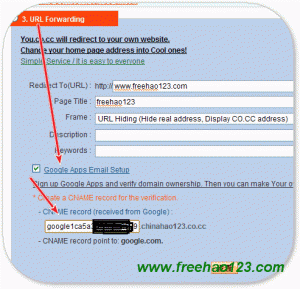 3. URL Forwarding
You.co.cc will redirect to your own website.
Change your home page address into Cool ones!
Simple Service / it is easy to everyone
Redirect To(URL) : http:// www.freehao123.com
Page Title : freehao123
Frame : URL Hiding (Hide real address, Display CO.CC address)
Description :
Keywords :
Google Apps Email Setup
Sign up Google Apps and verify domain ownership. Then you can make Your o
* Create a CNAME record for the verification.
- CNAME record (received from Google) :
google1ca5a 9 .chinahao123.co.cc
- CNAME record point to: google.com.
www.freehao123.com